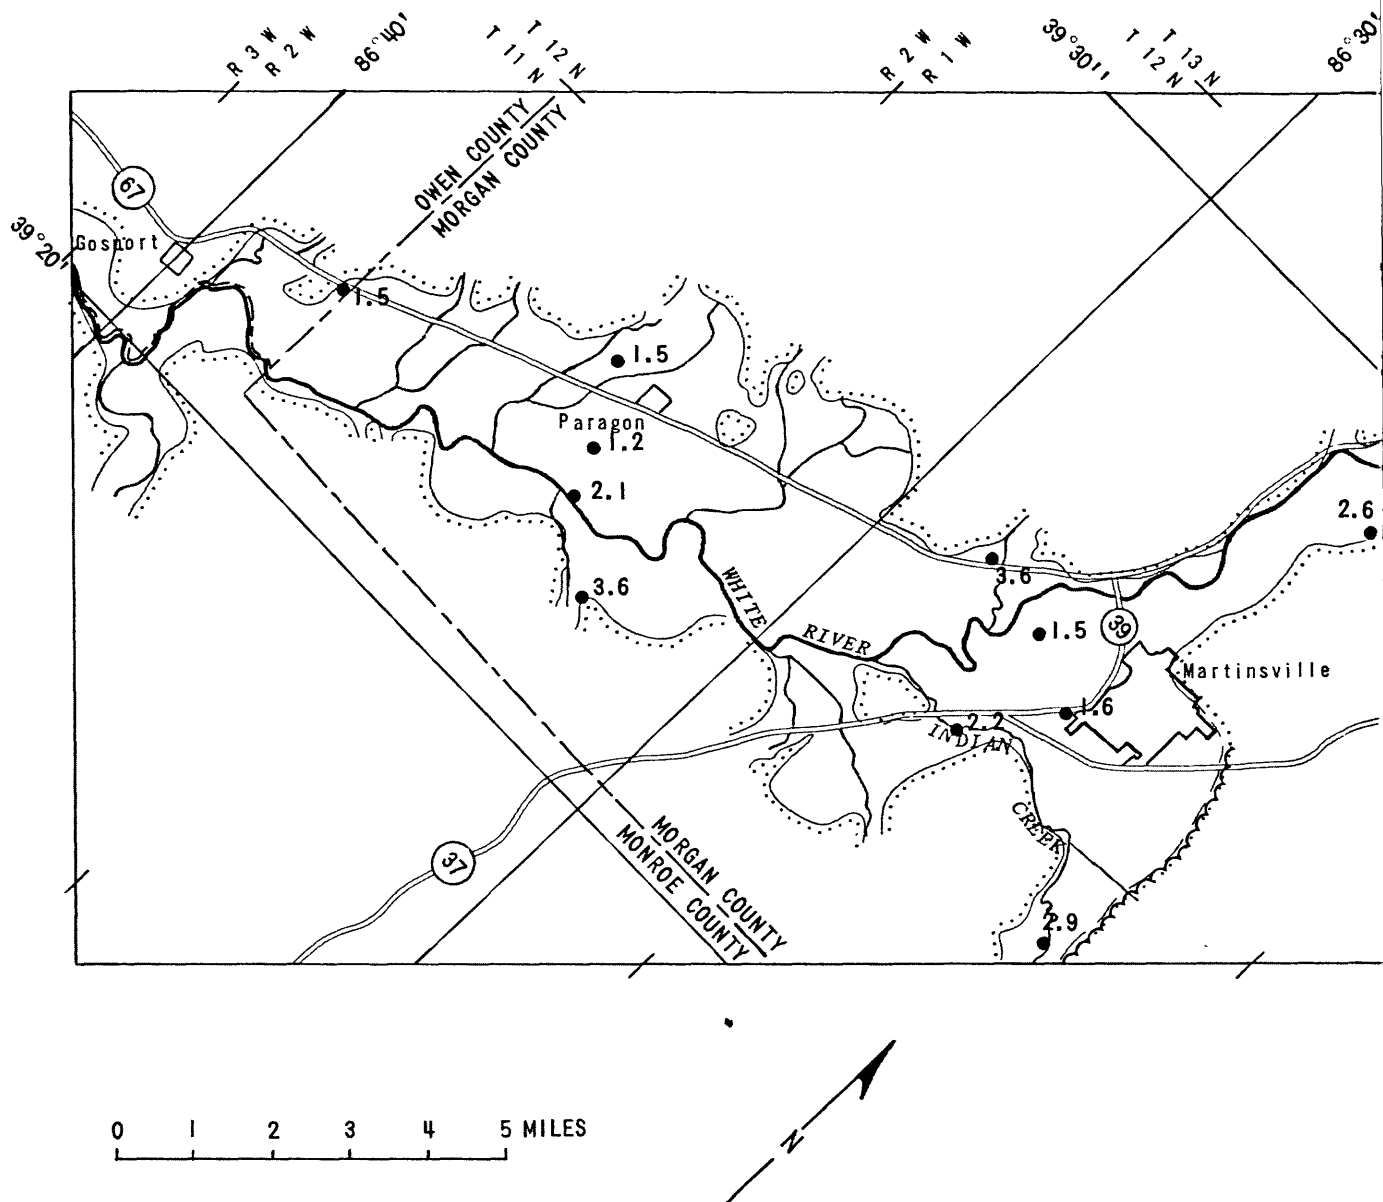 R 3 W
R 2 W
86°40'
T 12 N
T 11 N
R 2 W
R 1 W
39°30'
T 13 N
T 12 N
86°30'
OWEN COUNTY
MORGAN COUNTY
67
39°20'
Gosport
1.5
1.5
Paragon
1.2
2.1
2.6
3.6
3.6
WHITE RIVER
1.5
39
Martinsville
1.6
2.2
INDIAN CREEK
37
MORGAN COUNTY
MONROE COUNTY
2.9
0 1 2 3 4 5 MILES
N